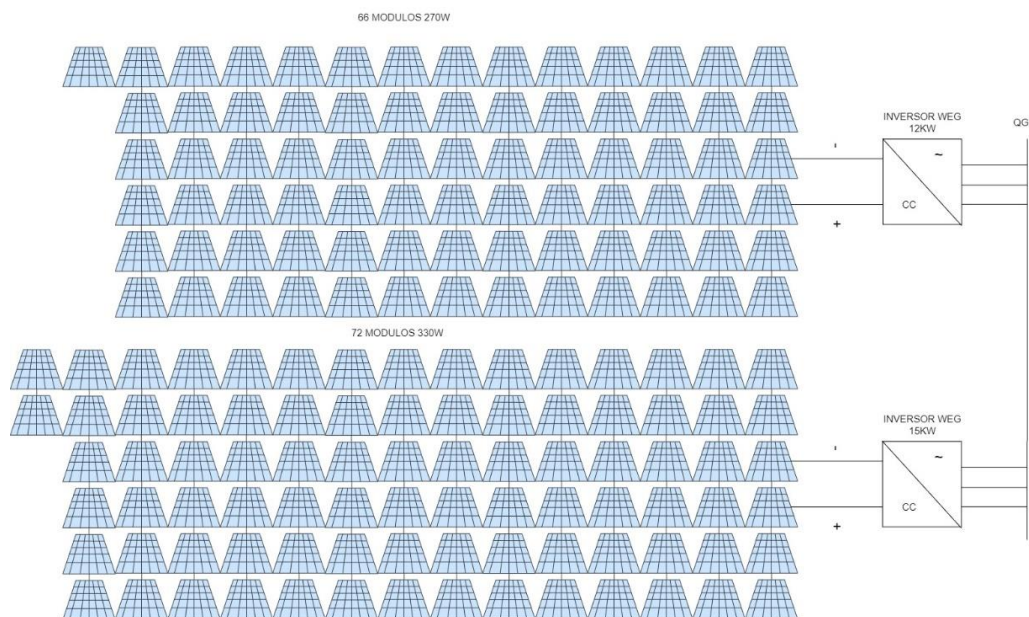 66 MODULOS 270W
-
INVERSOR WEG
12KW
~
CC
+
QG
72 MODULOS 330W
-
INVERSOR WEG
15KW
~
CC
+